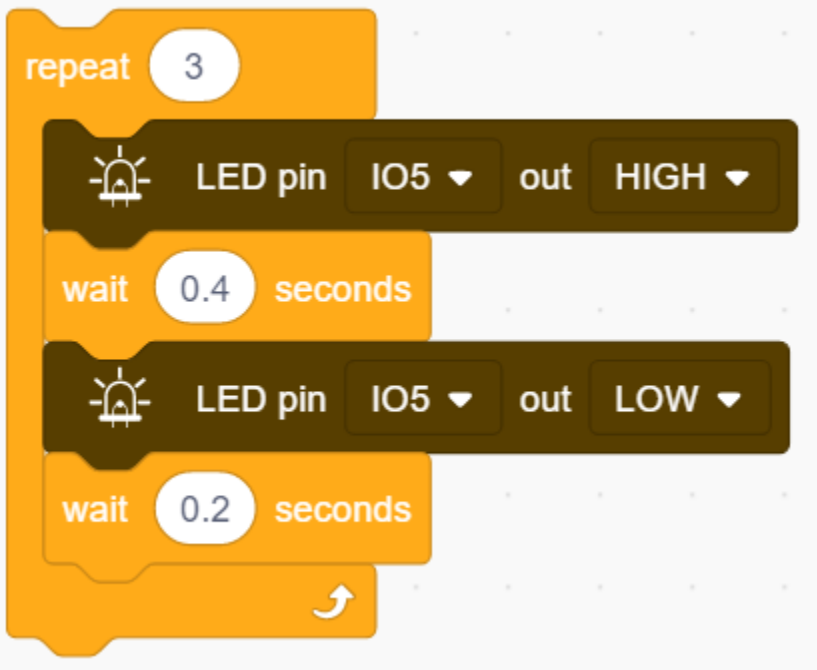 repeat 3
LED pin IO5 out HIGH
wait 0.4 seconds
LED pin IO5 out LOW
wait 0.2 seconds